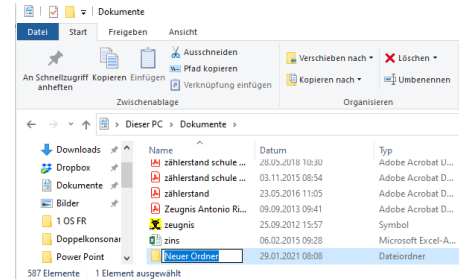 Dokumente
Datei Start Freigeben Ansicht
An Schnellzugriff anheften
Kopieren
Einfügen
Ausschneiden
Pfad kopieren
Verknüpfung einfügen
Zwischenablage
Verschieben nach
Kopieren nach
Löschen
Umbenennen
Organisieren
Dieser PC > Dokumente >
Downloads
Dropbox
Dokumente
Bilder
1 OS FR
Doppelkonsonar
Power Point
Name Datum Typ
zählerstand schule ... 28.05.2018 10:30 Adobe Acrobat D...
zählerstand schule ... 03.11.2015 08:54 Adobe Acrobat D...
zählerstand 23.05.2016 11:05 Adobe Acrobat D...
Zeugnis Antonio Ri... 09.09.2013 09:41 Adobe Acrobat D...
zeugnis 25.09.2012 15:57 Symbol
zins 06.02.2015 09:28 Microsoft Excel-A...
Neuer Ordner 29.01.2021 08:08 Dateiordner
587 Elemente 1 Element ausgewählt